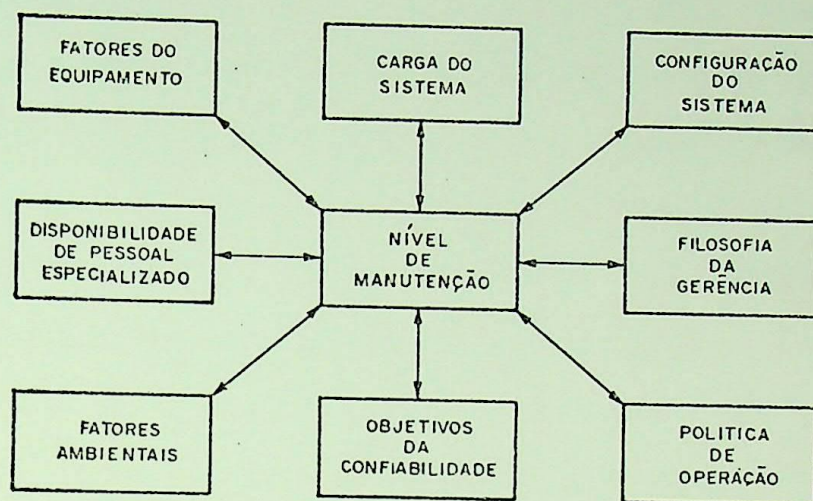 FATORES DO
EQUIPAMENTO
CARGA DO
SISTEMA
CONFIGURAÇÃO
DO
SISTEMA
DISPONIBILIDADE
DE PESSOAL
ESPECIALIZADO
NÍVEL
DE
MANUTENÇÃO
FILOSOFIA
DA
GERÊNCIA
FATORES
AMBIENTAIS
OBJETIVOS
DA
CONFIABILIDADE
POLITICA
DE
OPERAÇÃO